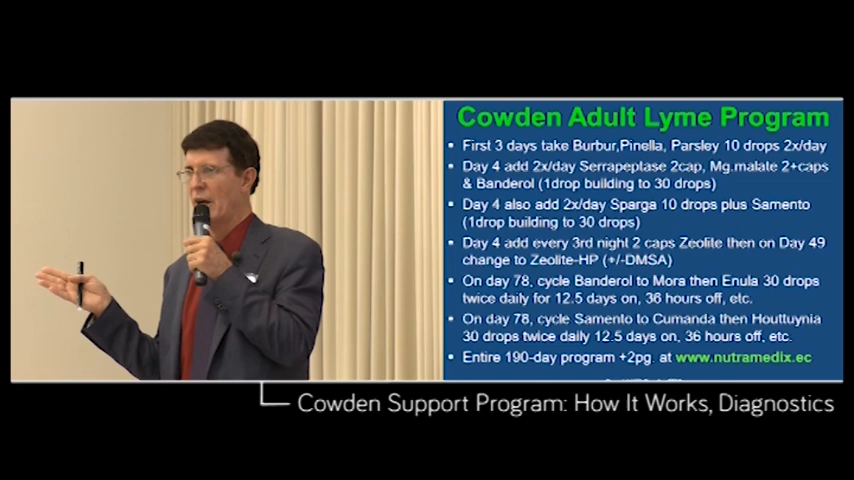 Cowden Adult Lyme Program
• First 3 days take Burbur,Pinella, Parsley 10 drops 2x/day
• Day 4 add 2x/day Serrapeptase 2cap, Mg.malate 2+caps
& Banderol (1drop building to 30 drops)
• Day 4 also add 2x/day Sparga 10 drops plus Samento
(1drop building to 30 drops)
• Day 4 add every 3rd night 2 caps Zeolite then on Day 49
change to Zeolite-HP (+/-DMSA)
• On day 78, cycle Banderol to Mora then Enula 30 drops
twice daily for 12.5 days on, 36 hours off, etc.
• On day 78, cycle Samento to Cumanda then Houttuynia
30 drops twice daily 12.5 days on, 36 hours off, etc.
• Entire 190-day program +2pg. at www.nutramedix.ec
Cowden Support Program: How It Works, Diagnostics